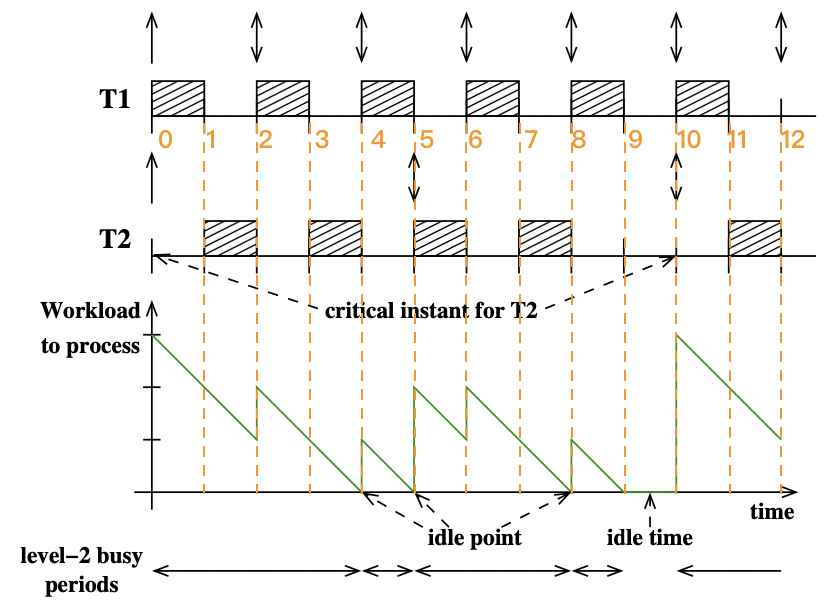 T1
0 1 2 3 4 5 6 7 8 9 10 11 12
T2
critical instant for T2
Workload
to process
time
idle point
idle time
level−2 busy
periods